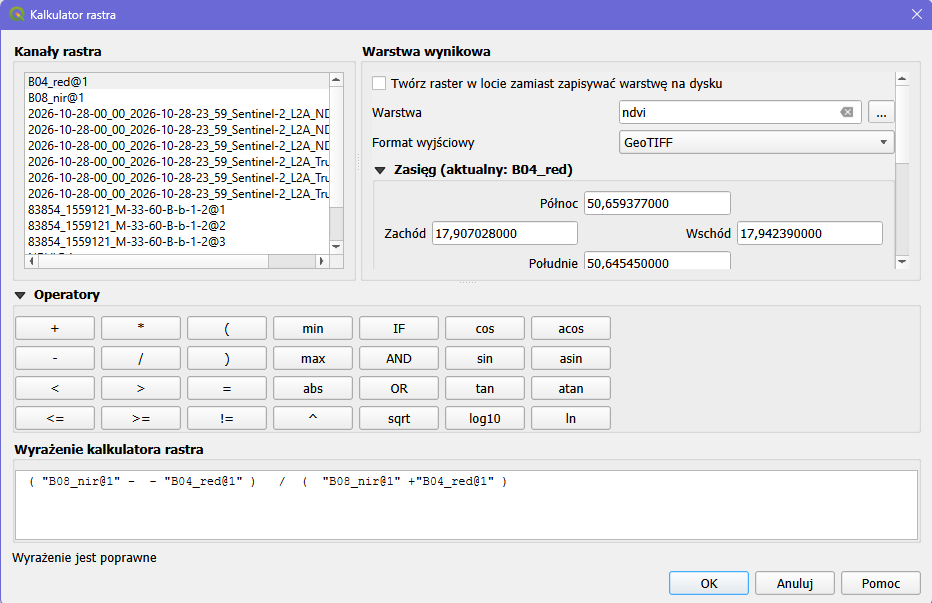 Kalkulator rastra
Kanały rastra
B04_red@1
B08_nir@1
2026-10-28-00_00_2026-10-28-23_59_Sentinel-2_L2A_ND
2026-10-28-00_00_2026-10-28-23_59_Sentinel-2_L2A_ND
2026-10-28-00_00_2026-10-28-23_59_Sentinel-2_L2A_ND
2026-10-28-00_00_2026-10-28-23_59_Sentinel-2_L2A_Tru
2026-10-28-00_00_2026-10-28-23_59_Sentinel-2_L2A_Tru
2026-10-28-00_00_2026-10-28-23_59_Sentinel-2_L2A_Tru
83854_1559121_M-33-60-B-b-1-2@1
83854_1559121_M-33-60-B-b-1-2@2
83854_1559121_M-33-60-B-b-1-2@3
Warstwa wynikowa
Twórz raster w locie zamiast zapisywać warstwę na dysku
Warstwa ndvi ...
Format wyjściowy GeoTIFF
Zasięg (aktualny: B04_red)
Północ 50,659377000
Zachód 17,907028000 Wschód 17,942390000
Południe 50,645450000
Operatory
+ * ( min IF cos acos
- / ) max AND sin asin
< > = abs OR tan atan
<= >= != ^ sqrt log10 ln
Wyrażenie kalkulatora rastra
( "B08_nir@1" - - "B04_red@1" ) / ( "B08_nir@1" +"B04_red@1" )
Wyrażenie jest poprawne
OK Anuluj Pomoc